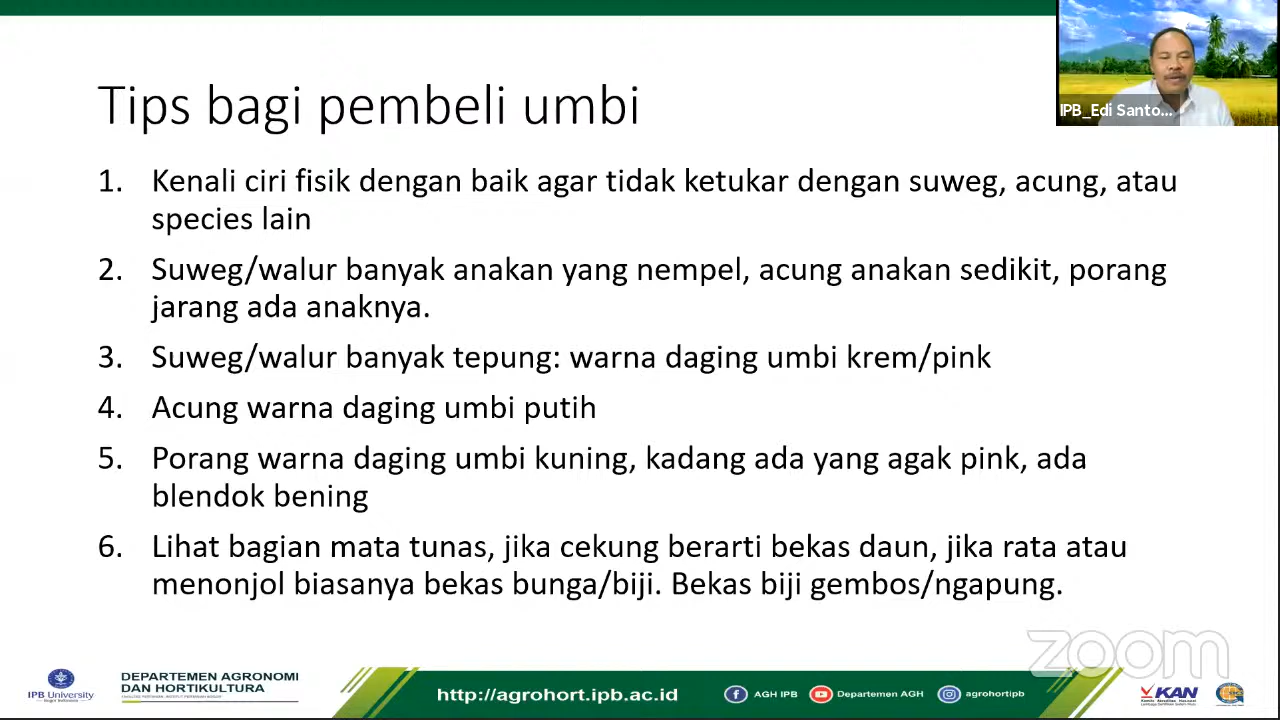 IPB_Edi Santo...
Tips bagi pembeli umbi
1. Kenali ciri fisik dengan baik agar tidak ketukar dengan suweg, acung, atau
species lain
2. Suweg/walur banyak anakan yang nempel, acung anakan sedikit, porang
jarang ada anaknya.
3. Suweg/walur banyak tepung: warna daging umbi krem/pink
4. Acung warna daging umbi putih
5. Porang warna daging umbi kuning, kadang ada yang agak pink, ada
blendok bening
6. Lihat bagian mata tunas, jika cekung berarti bekas daun, jika rata atau
menonjol biasanya bekas bunga/biji. Bekas biji gembos/ngapung.
zoom
IPB University
DEPARTEMEN AGRONOMI
DAN HORTIKULTURA
http://agrohort.ipb.ac.id
AGH IPB
Departemen AGH
agrohortipb
KAN